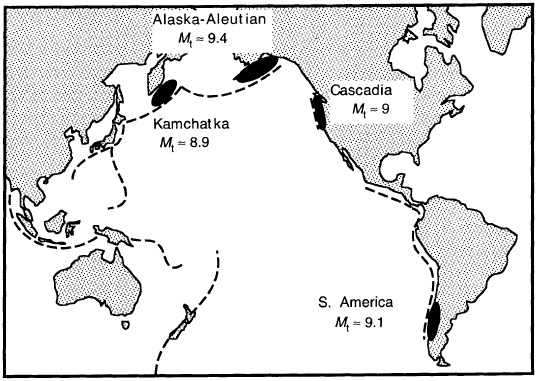 Alaska-Aleutian
Mt ≈ 9.4
Cascadia
Mt ≈ 9
Kamchatka
Mt ≈ 8.9
S. America
Mt ≈ 9.1